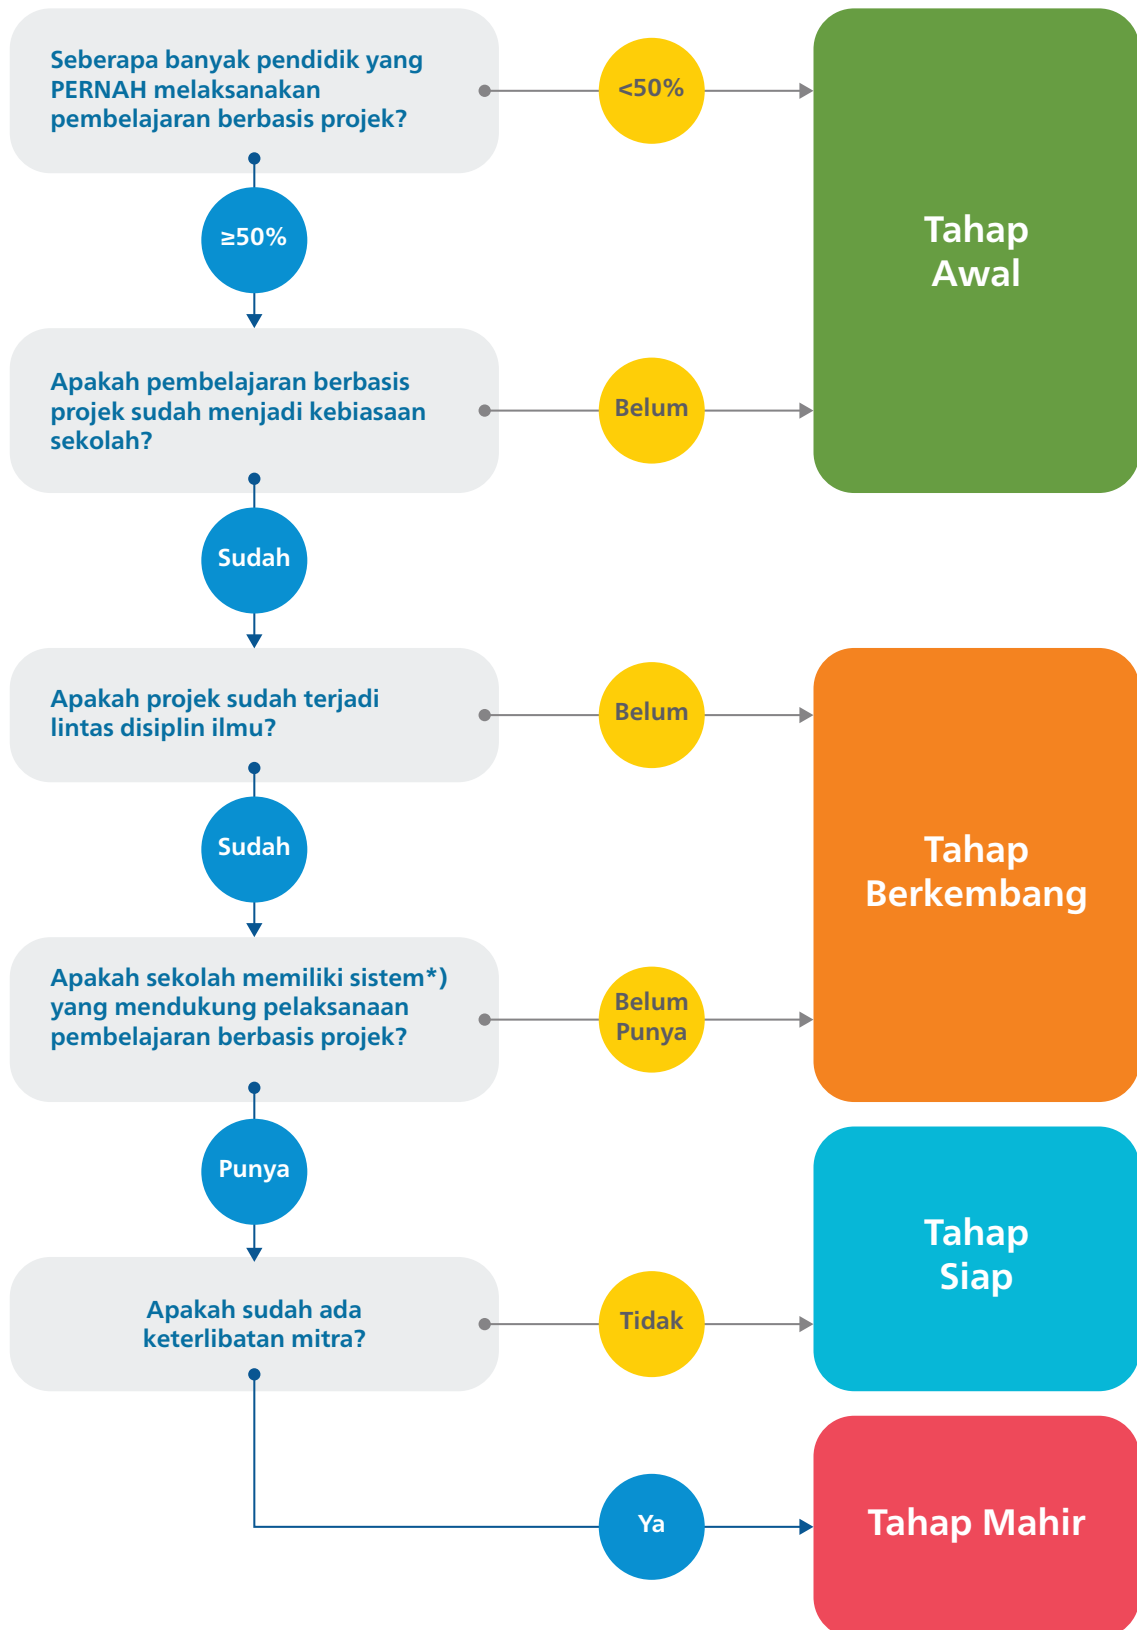 Seberapa banyak pendidik yang
PERNAH melaksanakan
pembelajaran berbasis projek?
<50%
Tahap
Awal
≥50%
Apakah pembelajaran berbasis
projek sudah menjadi kebiasaan
sekolah?
Belum
Sudah
Apakah projek sudah terjadi
lintas disiplin ilmu?
Belum
Tahap
Berkembang
Sudah
Apakah sekolah memiliki sistem*)
yang mendukung pelaksanaan
pembelajaran berbasis projek?
Belum
Punya
Punya
Tahap
Siap
Apakah sudah ada
keterlibatan mitra?
Tidak
Ya
Tahap Mahir